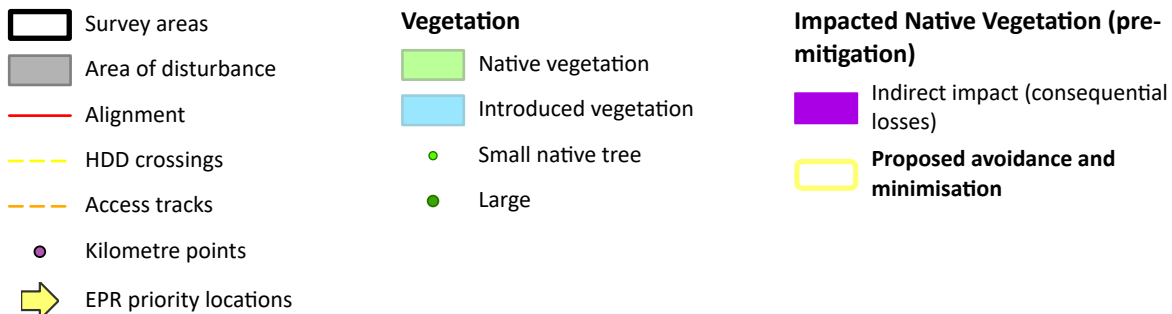 Survey areas
Area of disturbance
Alignment
HDD crossings
Access tracks
Kilometre points
EPR priority locations
Vegetation
Native vegetation
Introduced vegetation
Small native tree
Large
Impacted Native Vegetation (pre-
mitigation)
Indirect impact (consequential
losses)
Proposed avoidance and
minimisation